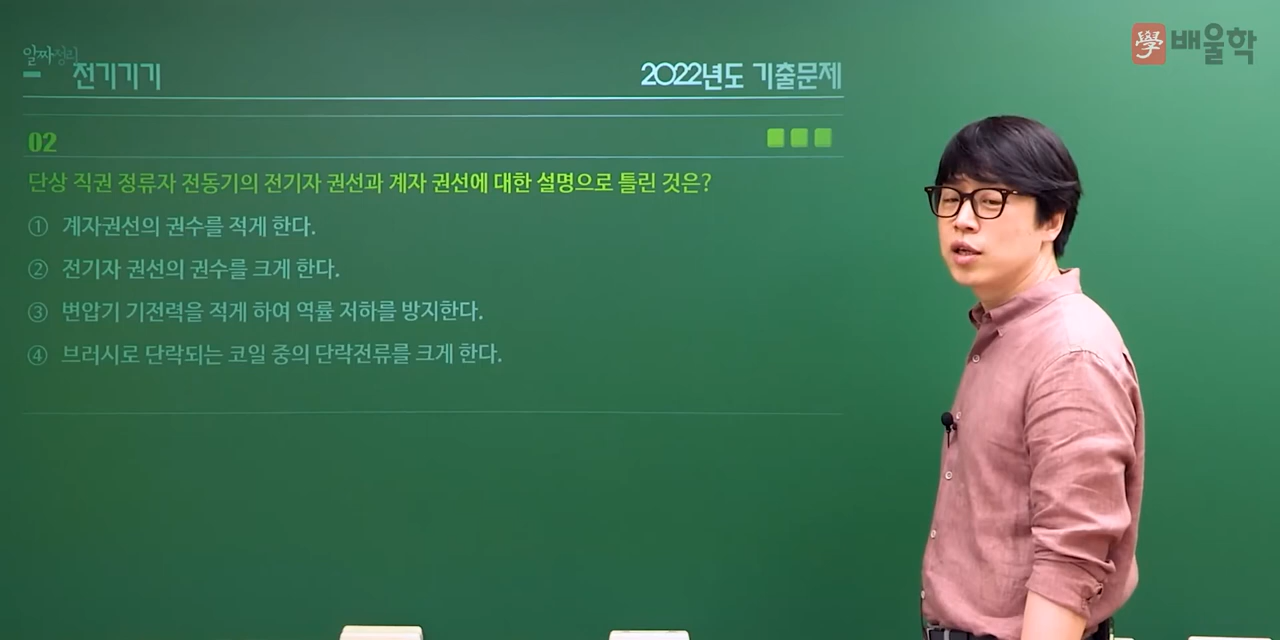 學 배울학
알짜정리
전기기기
2022년도 기출문제
02
단상 직권 정류자 전동기의 전기자 권선과 계자 권선에 대한 설명으로 틀린 것은?
① 계자권선의 권수를 적게 한다.
② 전기자 권선의 권수를 크게 한다.
③ 변압기 기전력을 적게 하여 역률 저하를 방지한다.
④ 브러시로 단락되는 코일 중의 단락전류를 크게 한다.